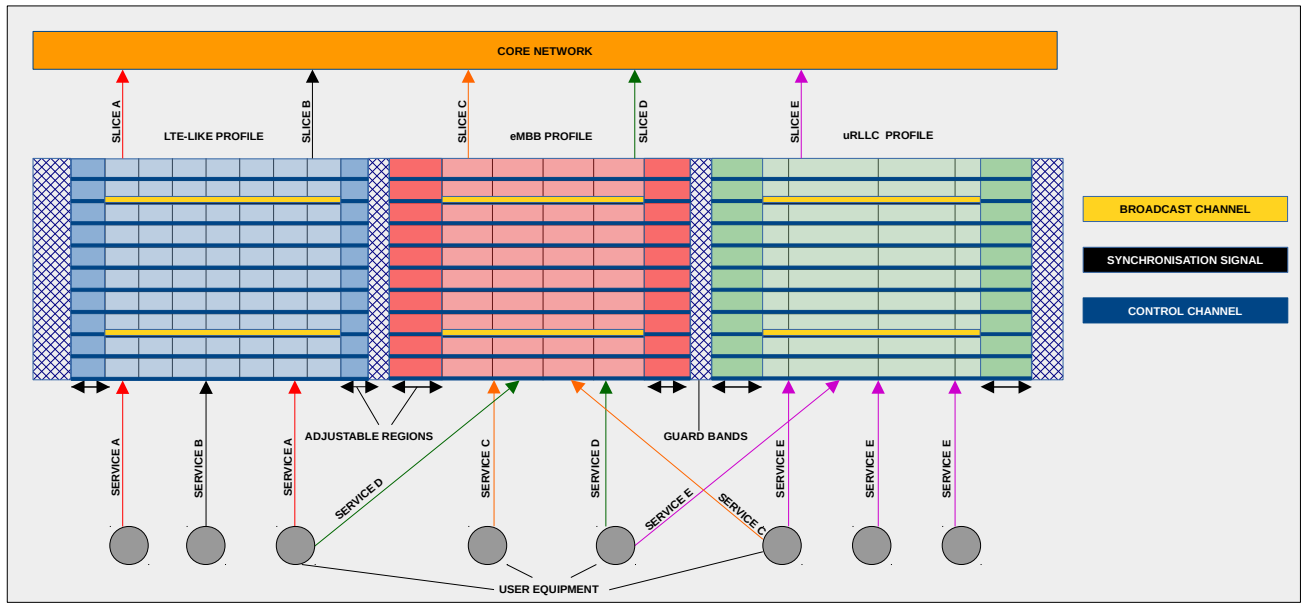 CORE NETWORK
SLICE A
SLICE B
SLICE C
SLICE D
SLICE E
LTE-LIKE PROFILE
eMBB PROFILE
uRLLC PROFILE
BROADCAST CHANNEL
SYNCHRONISATION SIGNAL
CONTROL CHANNEL
ADJUSTABLE REGIONS
GUARD BANDS
SERVICE A
SERVICE B
SERVICE A
SERVICE D
SERVICE C
SERVICE D
SERVICE E
SERVICE C
SERVICE E
SERVICE E
SERVICE E
USER EQUIPMENT